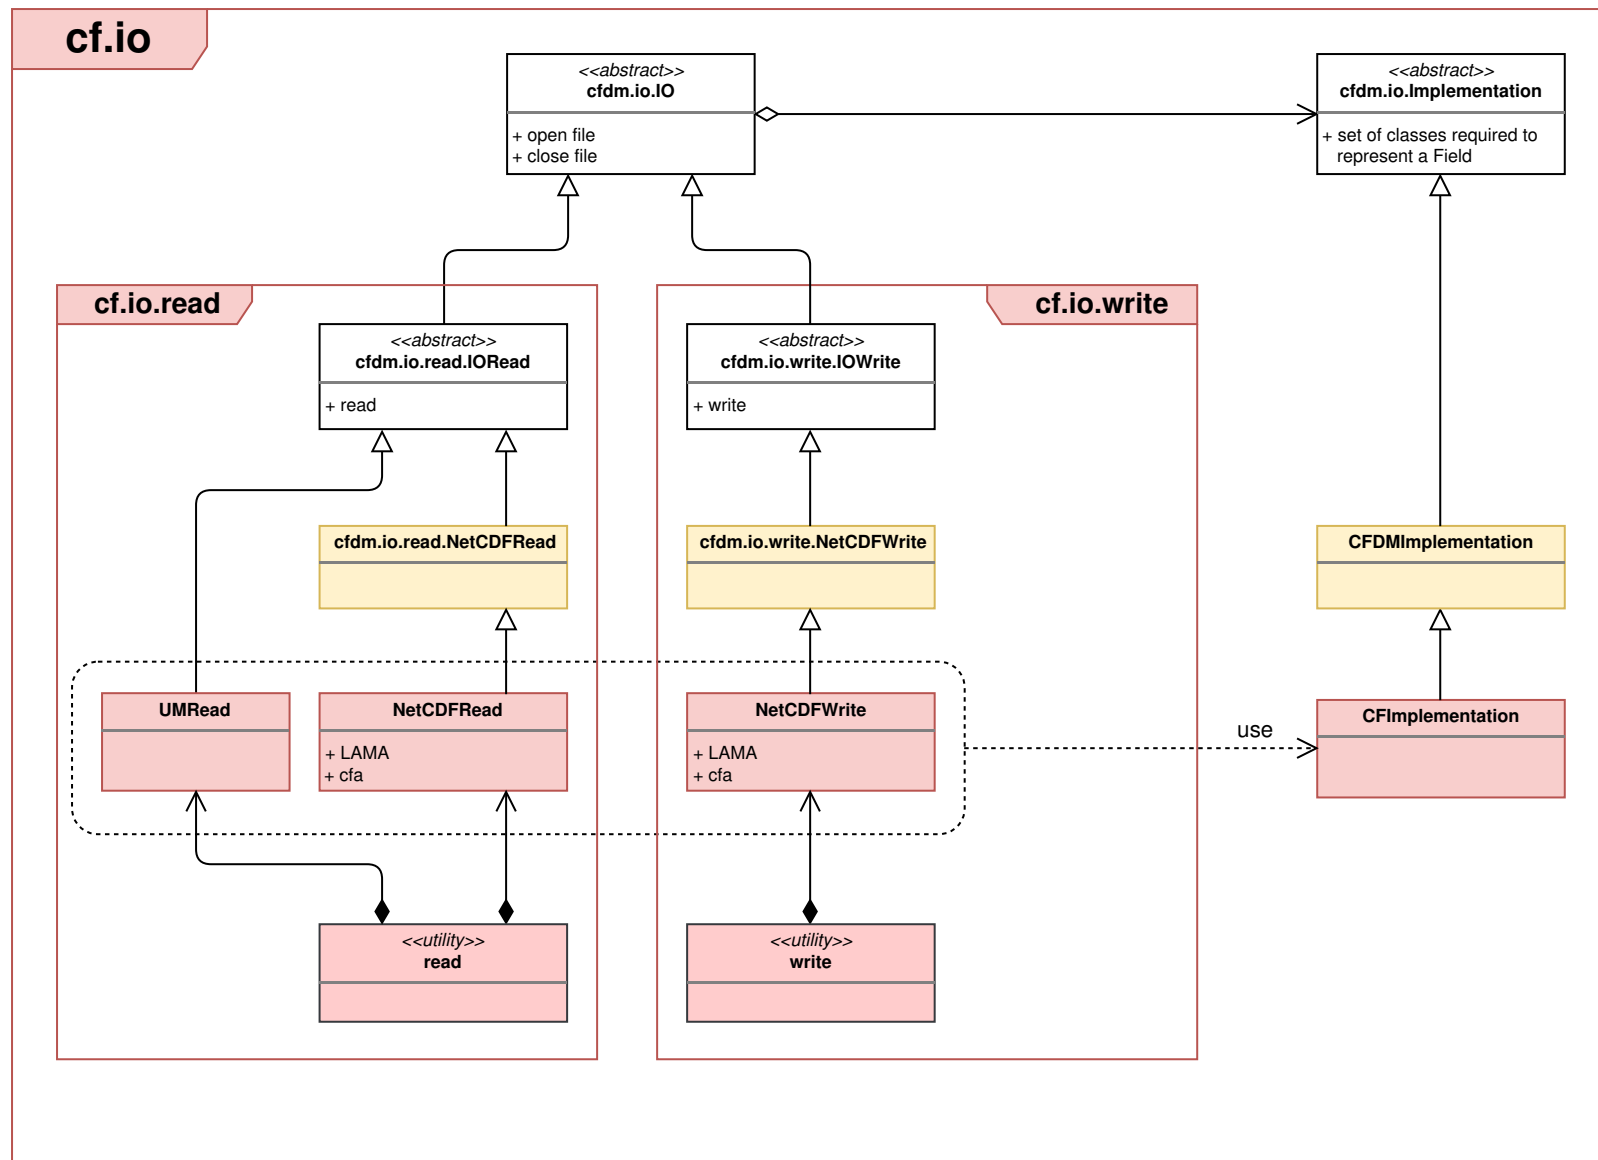 cf.io
<<abstract>>
cfdm.io.IO
+ open file
+ close file
<<abstract>>
cfdm.io.Implementation
+ set of classes required to
represent a Field
cf.io.read
cf.io.write
<<abstract>>
cfdm.io.read.IORead
+ read
<<abstract>>
cfdm.io.write.IOWrite
+ write
cfdm.io.read.NetCDFRead
cfdm.io.write.NetCDFWrite
CFDMImplementation
UMRead
NetCDFRead
+ LAMA
+ cfa
NetCDFWrite
+ LAMA
+ cfa
use
CFImplementation
<<utility>>
read
<<utility>>
write